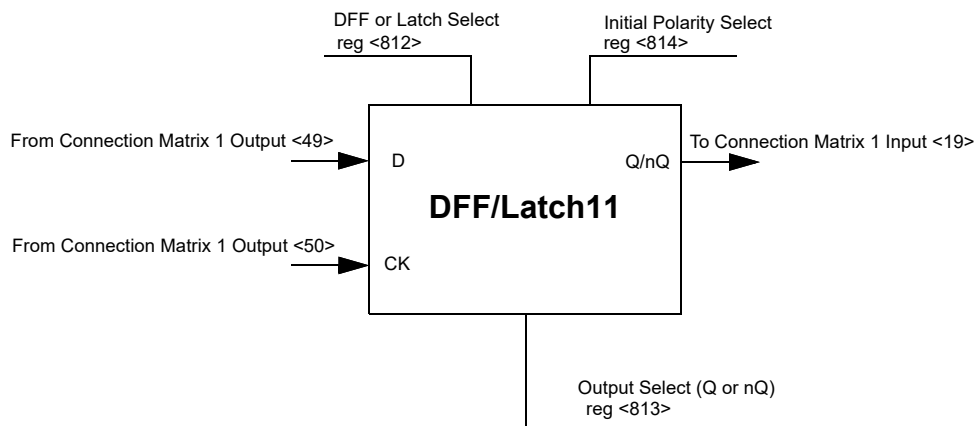 DFF or Latch Select
reg <812>
Initial Polarity Select
reg <814>
From Connection Matrix 1 Output <49>
To Connection Matrix 1 Input <19>
D
Q/nQ
DFF/Latch11
From Connection Matrix 1 Output <50>
CK
Output Select (Q or nQ)
reg <813>